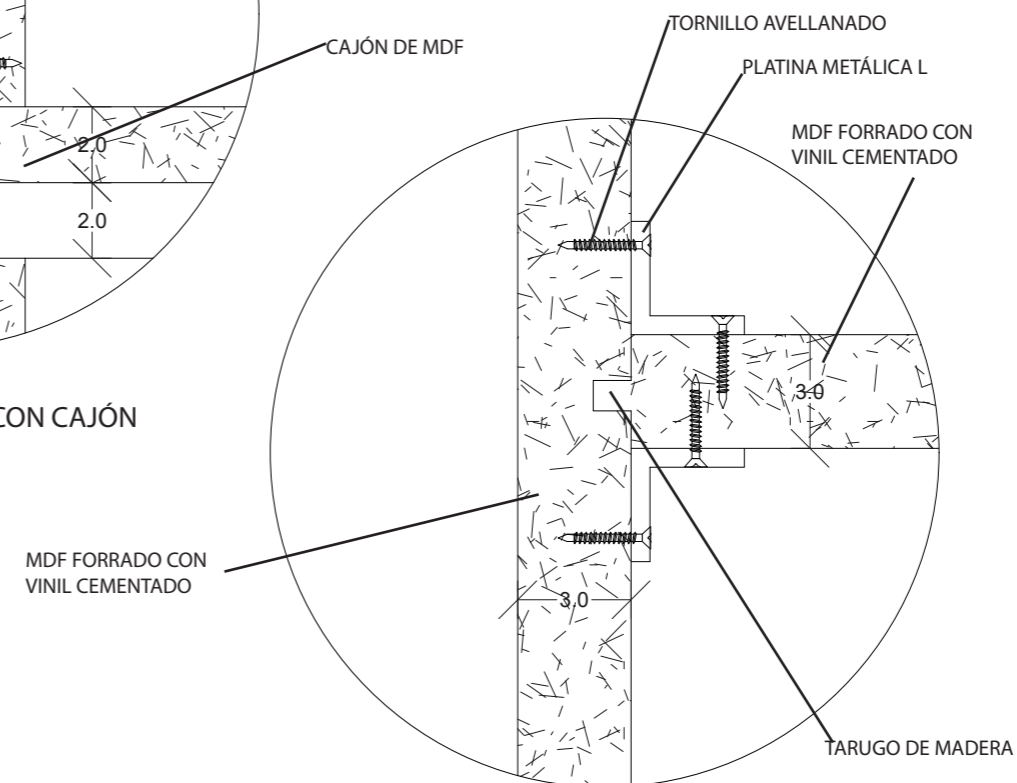 TORNILLO AVELLANADO
CAJÓN DE MDF
PLATINA METÁLICA L
MDF FORRADO CON
VINIL CEMENTADO
2.0
2.0
3.0
CON CAJÓN
MDF FORRADO CON
VINIL CEMENTADO
3.0
TARUGO DE MADERA